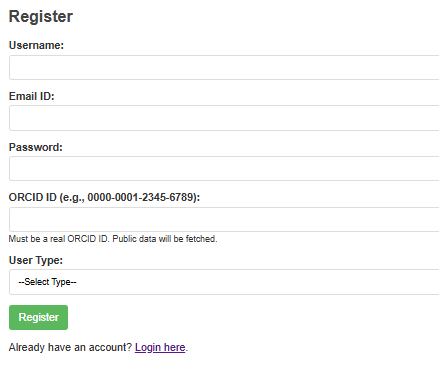 Register
Username:
Email ID:
Password:
ORCID ID (e.g., 0000-0001-2345-6789):
Must be a real ORCID ID. Public data will be fetched.
User Type:
--Select Type--
Register
Already have an account? Login here.